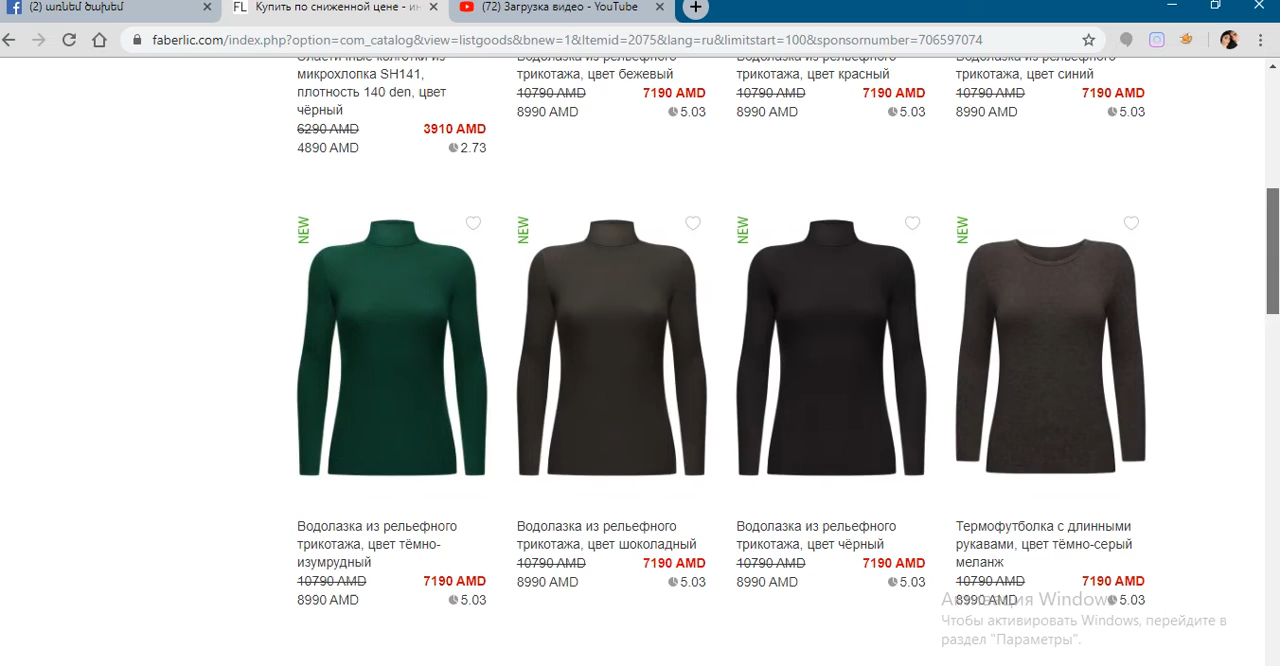 (2) առնեմ ծախեմ
FL Купить по сниженной цене - ин
(72) Загрузка видео - YouTube
faberlic.com/index.php?option=com_catalog&view=listgoods&bnew=1&Itemid=2075&lang=ru&limitstart=100&sponsornumber=706597074
Эластичные колготки из
микрохлопка SH141,
плотность 140 den, цвет
чёрный
6290 AMD 3910 AMD
4890 AMD 2.73
Водолазка из рельефного
трикотажа, цвет бежевый
10790 AMD 7190 AMD
8990 AMD 5.03
Водолазка из рельефного
трикотажа, цвет красный
10790 AMD 7190 AMD
8990 AMD 5.03
Водолазка из рельефного
трикотажа, цвет синий
10790 AMD 7190 AMD
8990 AMD 5.03
NEW
NEW
NEW
NEW
Водолазка из рельефного
трикотажа, цвет тёмно-
изумрудный
10790 AMD 7190 AMD
8990 AMD 5.03
Водолазка из рельефного
трикотажа, цвет шоколадный
10790 AMD 7190 AMD
8990 AMD 5.03
Водолазка из рельефного
трикотажа, цвет чёрный
10790 AMD 7190 AMD
8990 AMD 5.03
Термофутболка с длинными
рукавами, цвет тёмно-серый
меланж
10790 AMD 7190 AMD
8990 AMD 5.03
Активация Windows
Чтобы активировать Windows, перейдите в
раздел "Параметры".